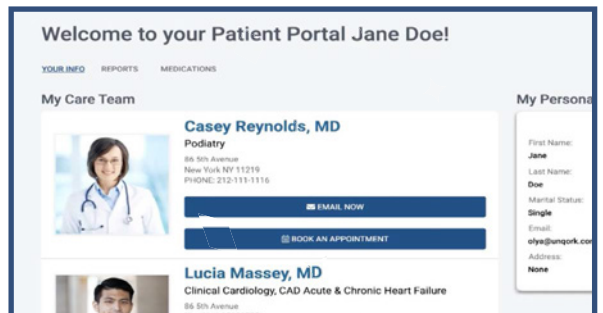 Welcome to your Patient Portal Jane Doe!
YOUR INFO REPORTS MEDICATIONS
My Care Team
Casey Reynolds, MD
Podiatry
86 5th Avenue
New York NY 11219
PHONE: 212-111-1116
EMAIL NOW
BOOK AN APPOINTMENT
Lucia Massey, MD
Clinical Cardiology, CAD Acute & Chronic Heart Failure
86 5th Avenue
My Persona
First Name:
Jane
Last Name:
Doe
Marital Status:
Single
Email:
olya@unqork.com
Address:
None